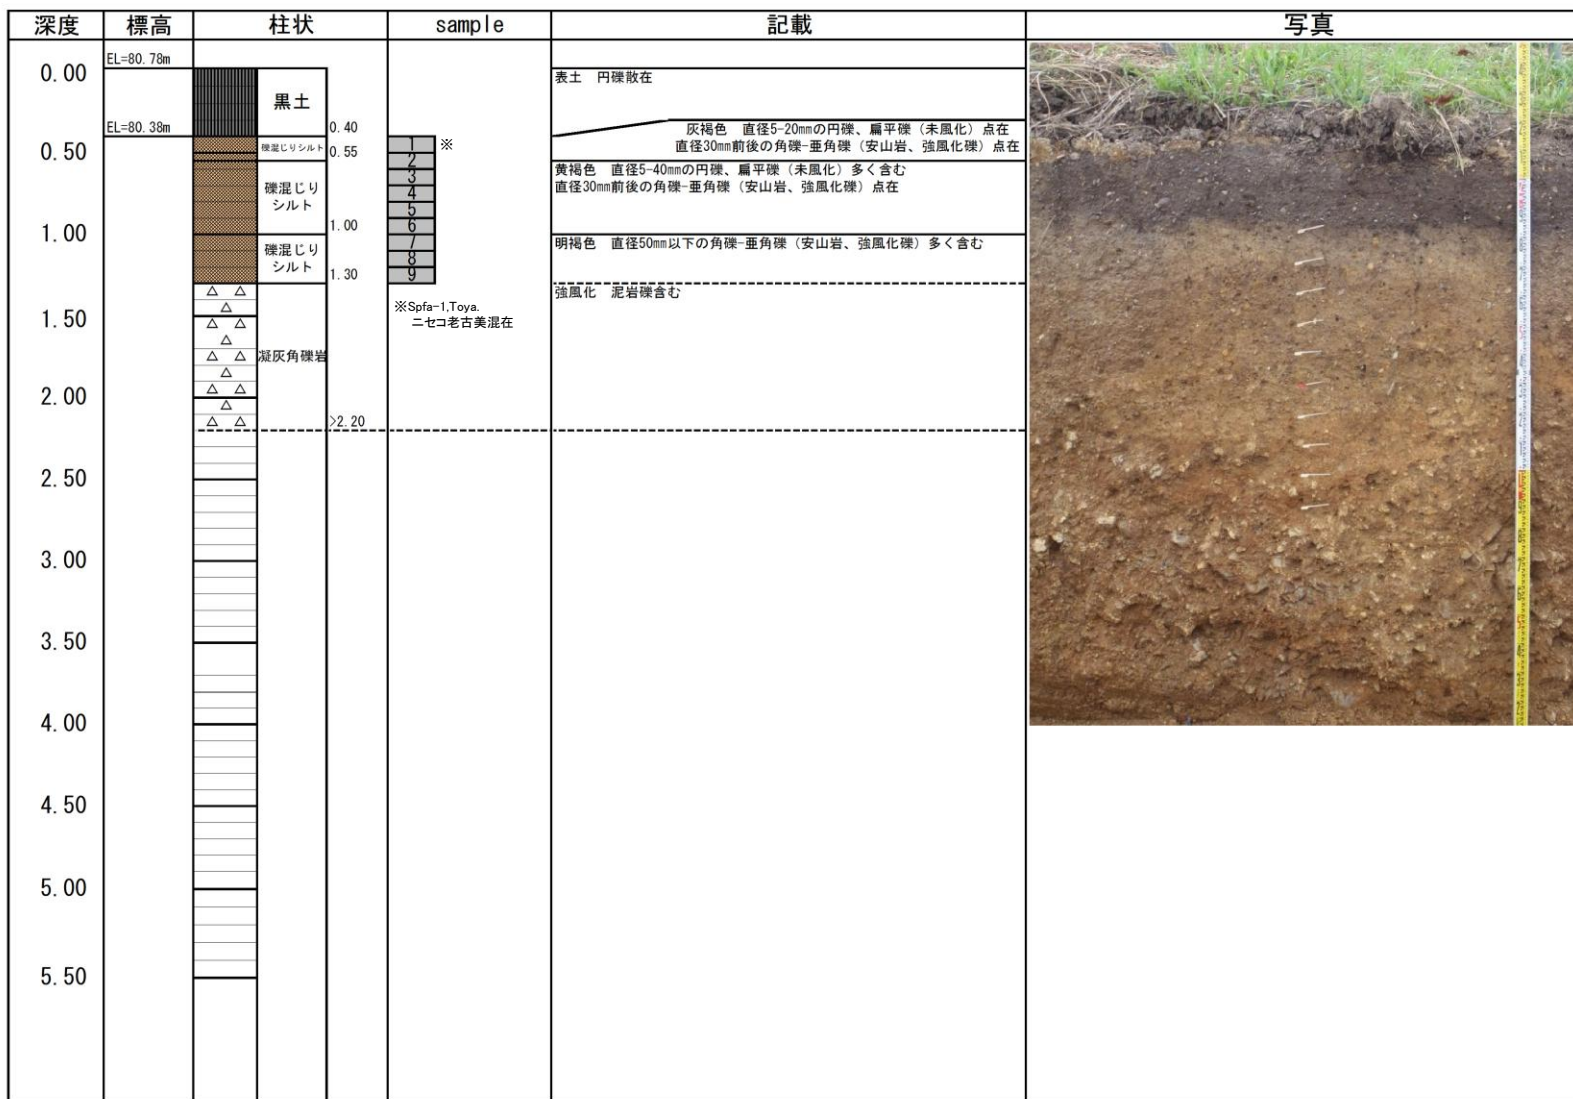 深度 標高 柱状 sample 記載 写真
EL=80.78m
0.00
黒土
表土 円礫散在
EL=80.38m
0.40
0.50
礫混じりシルト
0.55
1
※
2
灰褐色 直径5-20mmの円礫、扁平礫（未風化）点在
直径30mm前後の角礫-亜角礫（安山岩、強風化礫）点在
礫混じり
シルト
3
4
5
6
黄褐色 直径5-40mmの円礫、扁平礫（未風化）多く含む
直径30mm前後の角礫-亜角礫（安山岩、強風化礫）点在
1.00
1.00
礫混じり
シルト
7
8
9
明褐色 直径50mm以下の角礫-亜角礫（安山岩、強風化礫）多く含む
1.30
強風化 泥岩礫含む
※Spfa-1,Toya.
ニセコ老古美混在
1.50
凝灰角礫岩
2.00
>2.20
2.50
3.00
3.50
4.00
4.50
5.00
5.50